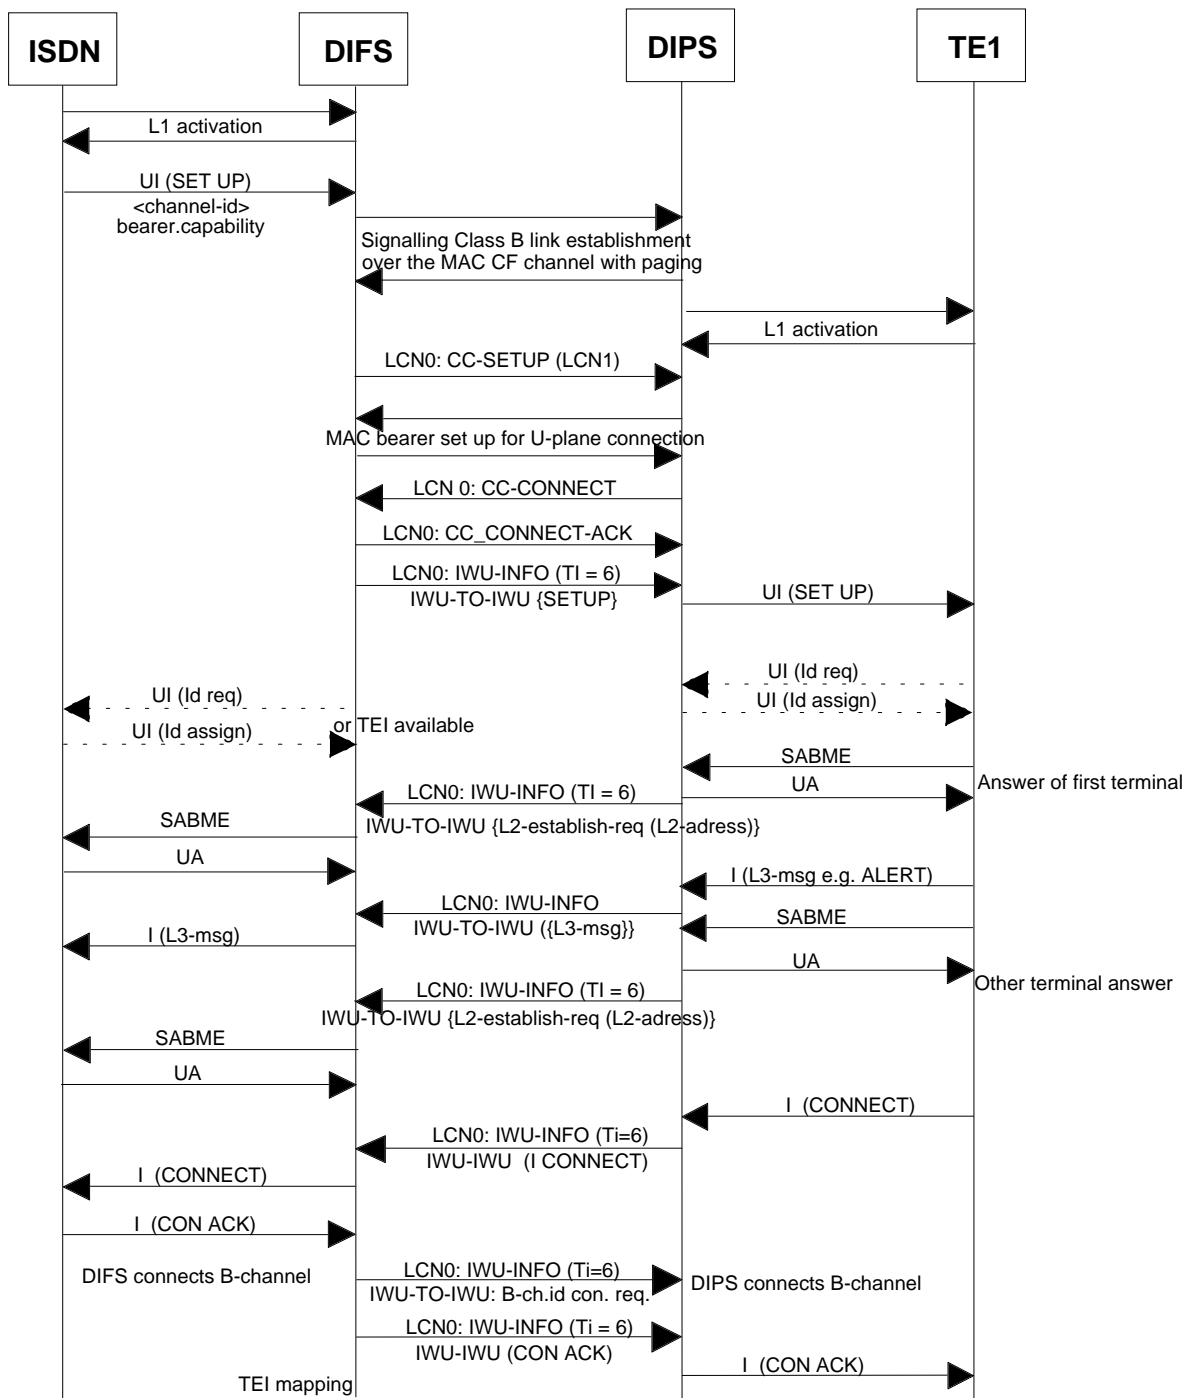 ISDN
DIFS
DIPS
TE1
L1 activation
UI (SET UP)
<channel-id>
bearer.capability
Signalling Class B link establishment
over the MAC CF channel with paging
L1 activation
LCN0: CC-SETUP (LCN1)
MAC bearer set up for U-plane connection
LCN 0: CC-CONNECT
LCN0: CC_CONNECT-ACK
LCN0: IWU-INFO (TI = 6)
IWU-TO-IWU {SETUP}
UI (SET UP)
UI (Id req)
UI (Id assign)
UI (Id req)
or TEI available
UI (Id assign)
SABME
UA
Answer of first terminal
LCN0: IWU-INFO (TI = 6)
IWU-TO-IWU {L2-establish-req (L2-adress)}
SABME
UA
I (L3-msg e.g. ALERT)
LCN0: IWU-INFO
IWU-TO-IWU ({L3-msg}}
SABME
I (L3-msg)
UA
Other terminal answer
LCN0: IWU-INFO (TI = 6)
IWU-TO-IWU {L2-establish-req (L2-adress)}
SABME
UA
I (CONNECT)
LCN0: IWU-INFO (Ti=6)
IWU-IWU (I CONNECT)
I (CONNECT)
I (CON ACK)
DIFS connects B-channel
LCN0: IWU-INFO (Ti=6)
IWU-TO-IWU: B-ch.id con. req.
DIPS connects B-channel
LCN0: IWU-INFO (Ti = 6)
IWU-IWU (CON ACK)
I (CON ACK)
TEI mapping